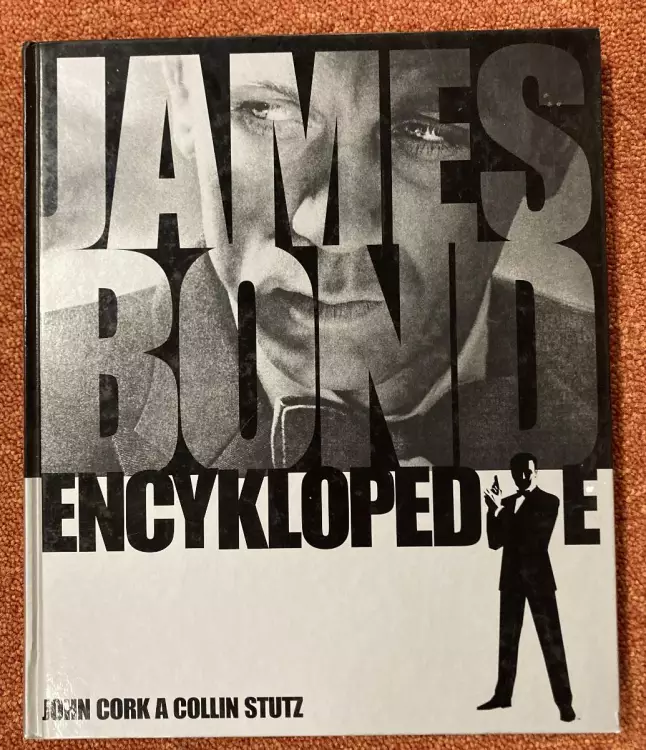 JAMES
BOND
ENCYKLOPEDIE
JOHN CORK A COLLIN STUTZ